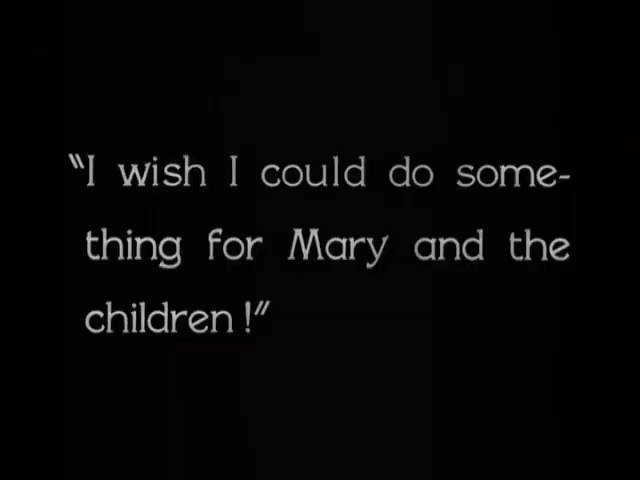 "I wish I could do some-
thing for Mary and the
children!"